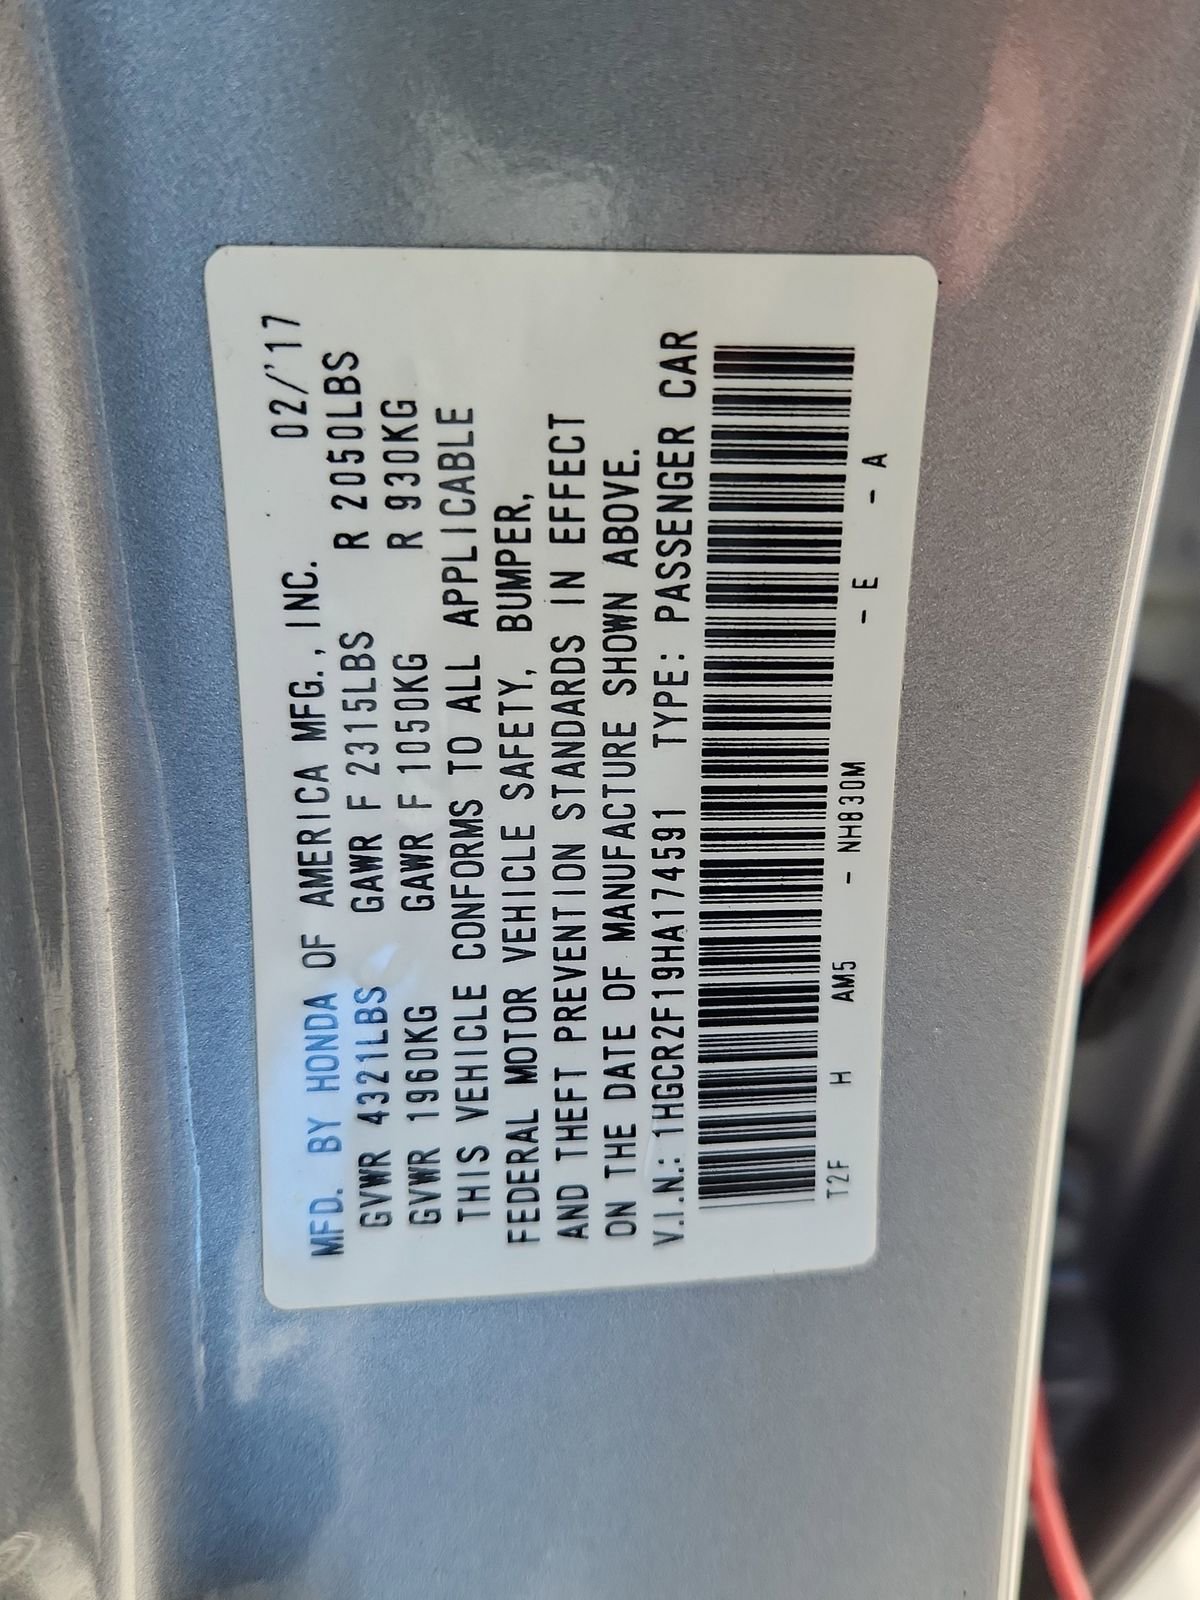 MFD. BY HONDA OF AMERICA MFG., INC. 02/'17
GVWR 4321LBS GAWR F 2315LBS R 2050LBS
GVWR 1960KG GAWR F 1050KG R 930KG
THIS VEHICLE CONFORMS TO ALL APPLICABLE
FEDERAL MOTOR VEHICLE SAFETY, BUMPER,
AND THEFT PREVENTION STANDARDS IN EFFECT
ON THE DATE OF MANUFACTURE SHOWN ABOVE.
V.I.N.: 1HGCR2F19HA174591 TYPE: PASSENGER CAR
T2F H AM5 - NH830M - E - A